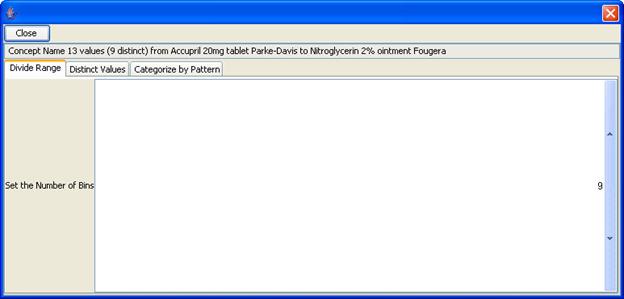 Close
Concept Name 13 values (9 distinct) from Accupril 20mg tablet Parke-Davis to Nitroglycerin 2% ointment Fougera
Divide Range Distinct Values Categorize by Pattern
Set the Number of Bins 9